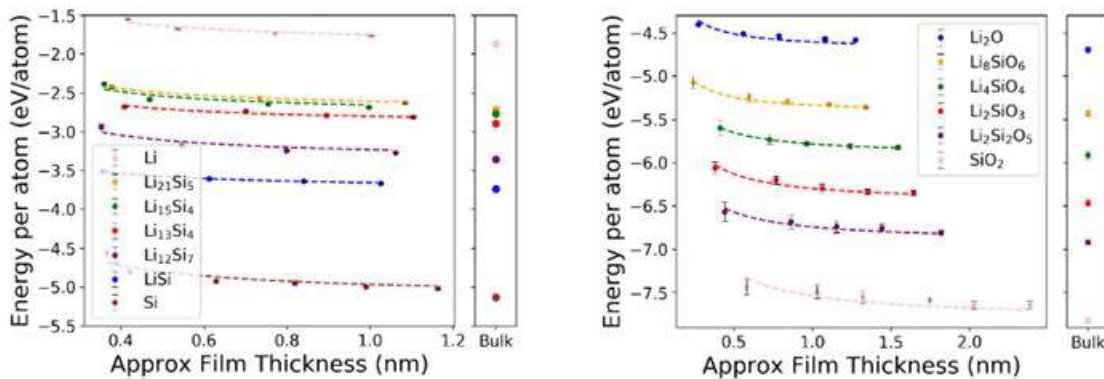 Energy per atom (eV/atom)
−1.5
−2.0
−2.5
−3.0
−3.5
−4.0
−4.5
−5.0
−5.5
Li
Li₂₁Si₅
Li₁₅Si₄
Li₁₃Si₄
Li₁₂Si₇
LiSi
Si
0.4 0.6 0.8 1.0 1.2
Bulk
Approx Film Thickness (nm)
Energy per atom (eV/atom)
−4.5
−5.0
−5.5
−6.0
−6.5
−7.0
−7.5
Li₂O
Li₈SiO₆
Li₄SiO₄
Li₂SiO₃
Li₂Si₂O₅
SiO₂
0.5 1.0 1.5 2.0
Bulk
Approx Film Thickness (nm)